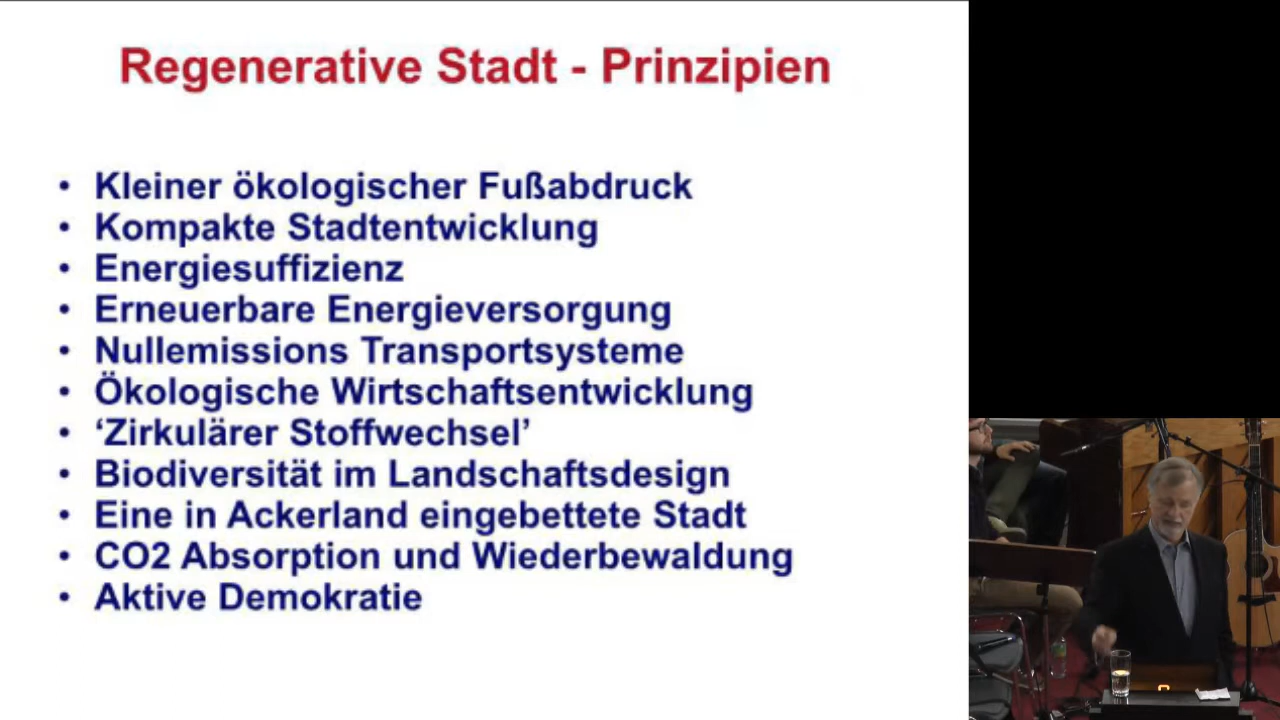 Regenerative Stadt - Prinzipien
• Kleiner ökologischer Fußabdruck
• Kompakte Stadtentwicklung
• Energiesuffizienz
• Erneuerbare Energieversorgung
• Nullemissions Transportsysteme
• Ökologische Wirtschaftsentwicklung
• ‘Zirkulärer Stoffwechsel’
• Biodiversität im Landschaftsdesign
• Eine in Ackerland eingebettete Stadt
• CO2 Absorption und Wiederbewaldung
• Aktive Demokratie